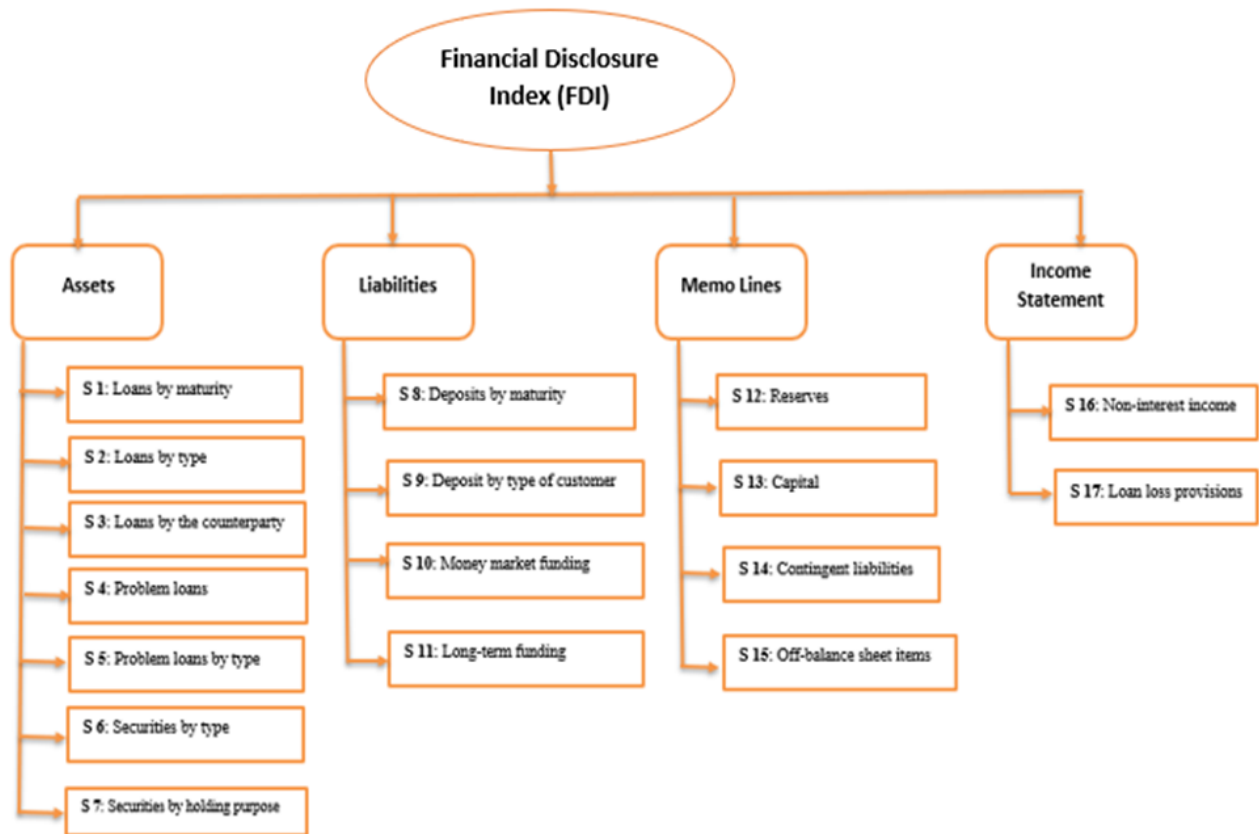 Financial Disclosure
Index (FDI)
Assets
Liabilities
Memo Lines
Income
Statement
S 1: Loans by maturity
S 2: Loans by type
S 3: Loans by the counterparty
S 4: Problem loans
S 5: Problem loans by type
S 6: Securities by type
S 7: Securities by holding purpose
S 8: Deposits by maturity
S 9: Deposit by type of customer
S 10: Money market funding
S 11: Long-term funding
S 12: Reserves
S 13: Capital
S 14: Contingent liabilities
S 15: Off-balance sheet items
S 16: Non-interest income
S 17: Loan loss provisions